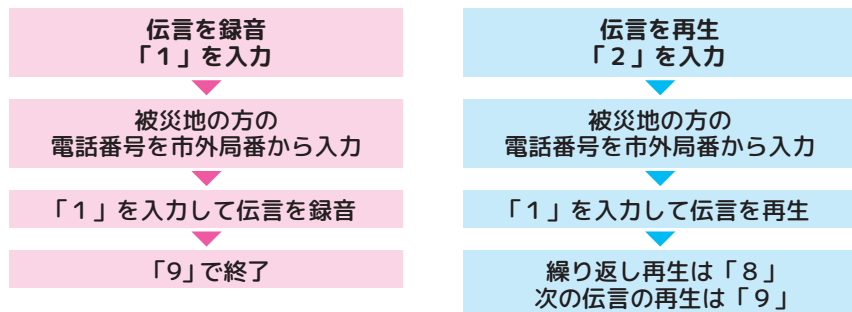 伝言を録音
「１」を入力
被災地の方の
電話番号を市外局番から入力
「１」を入力して伝言を録音
「9」で終了
伝言を再生
「２」を入力
被災地の方の
電話番号を市外局番から入力
「１」を入力して伝言を再生
繰り返し再生は「８」
次の伝言の再生は「９」